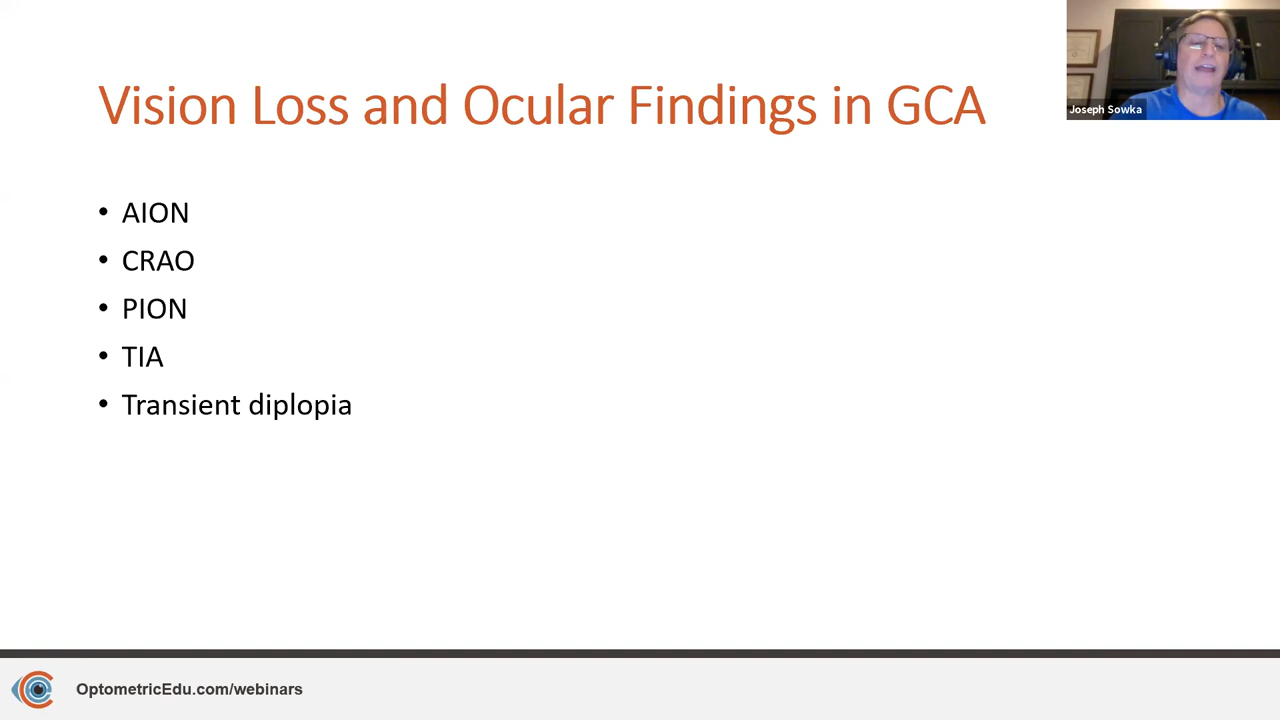 Vision Loss and Ocular Findings in GCA
Joseph Sowka
• AION
• CRAO
• PION
• TIA
• Transient diplopia
OptometricEdu.com/webinars